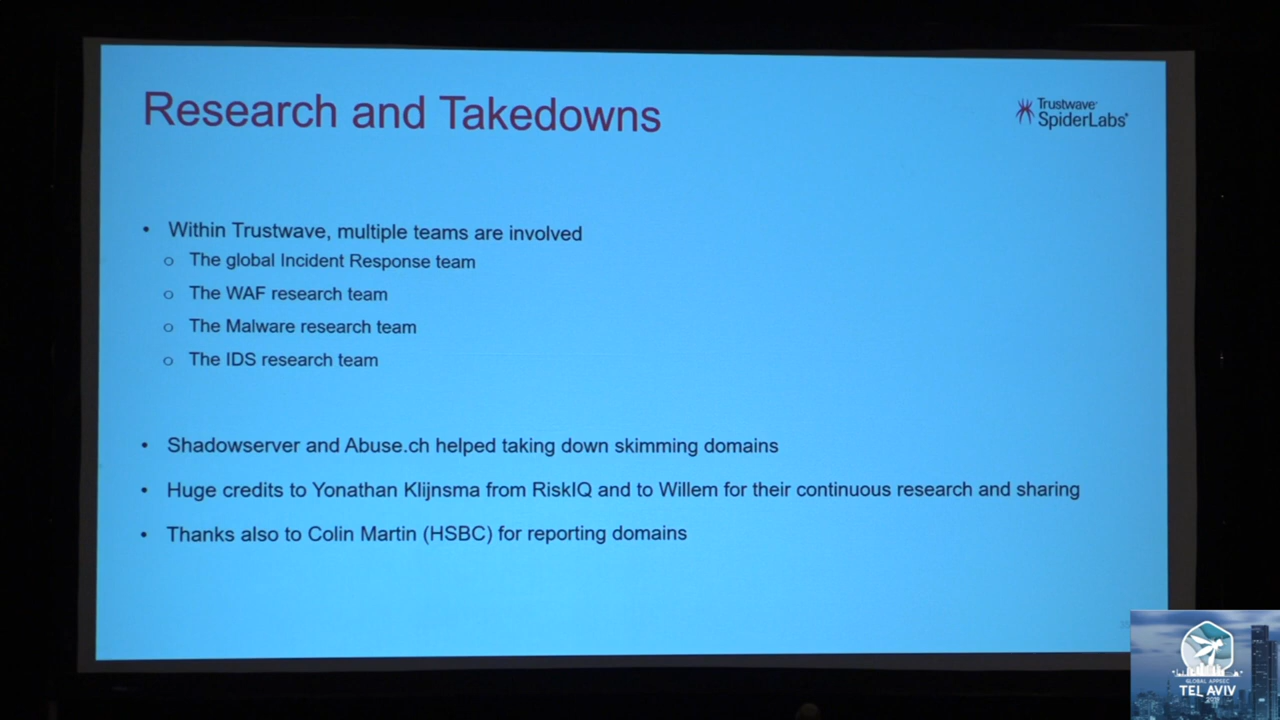 Research and Takedowns
Trustwave
SpiderLabs
• Within Trustwave, multiple teams are involved
o The global Incident Response team
o The WAF research team
o The Malware research team
o The IDS research team
• Shadowserver and Abuse.ch helped taking down skimming domains
• Huge credits to Yonathan Klijnsma from RiskIQ and to Willem for their continuous research and sharing
• Thanks also to Colin Martin (HSBC) for reporting domains
GLOBAL APPSEC
TEL AVIV